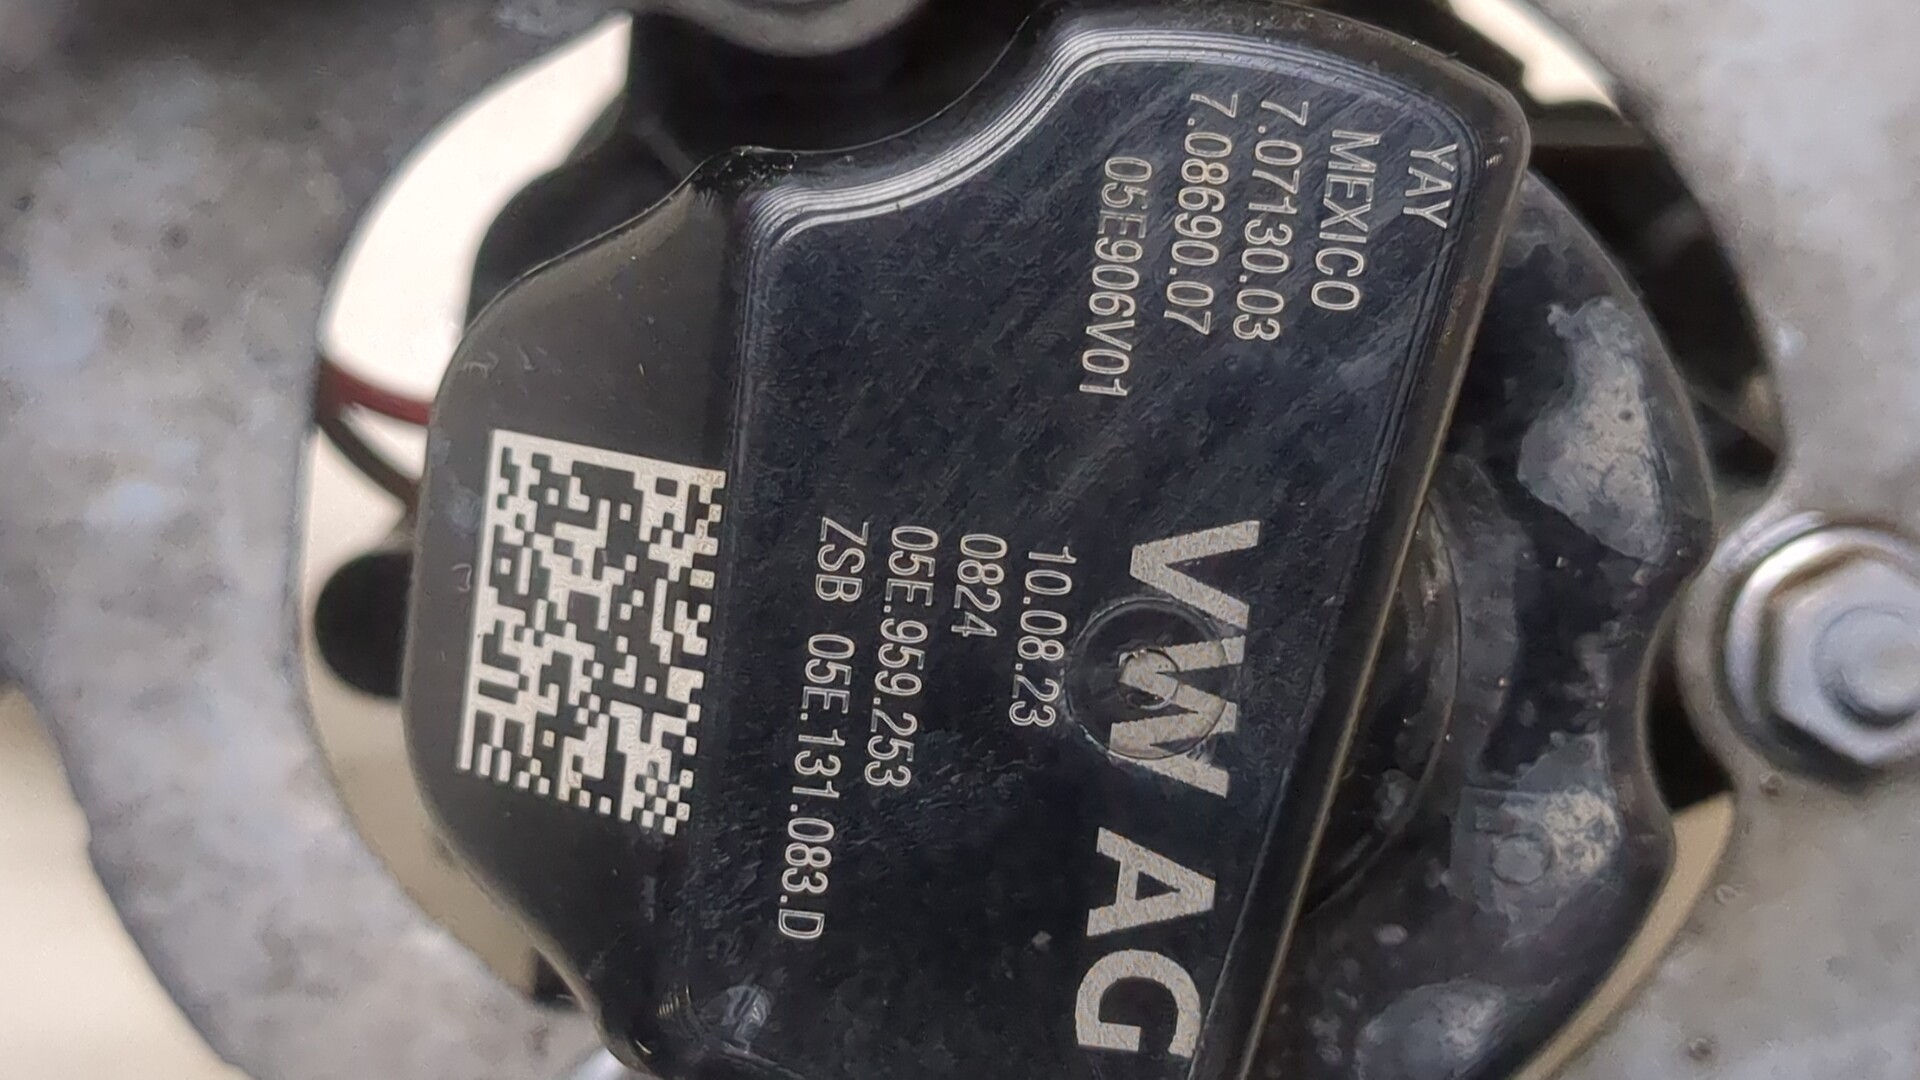 YAY
MEXICO
7.07130.03
7.08690.07
05E906V01
VW AG
10.08.23
0824
05E.959.253
ZSB 05E.131.083.D